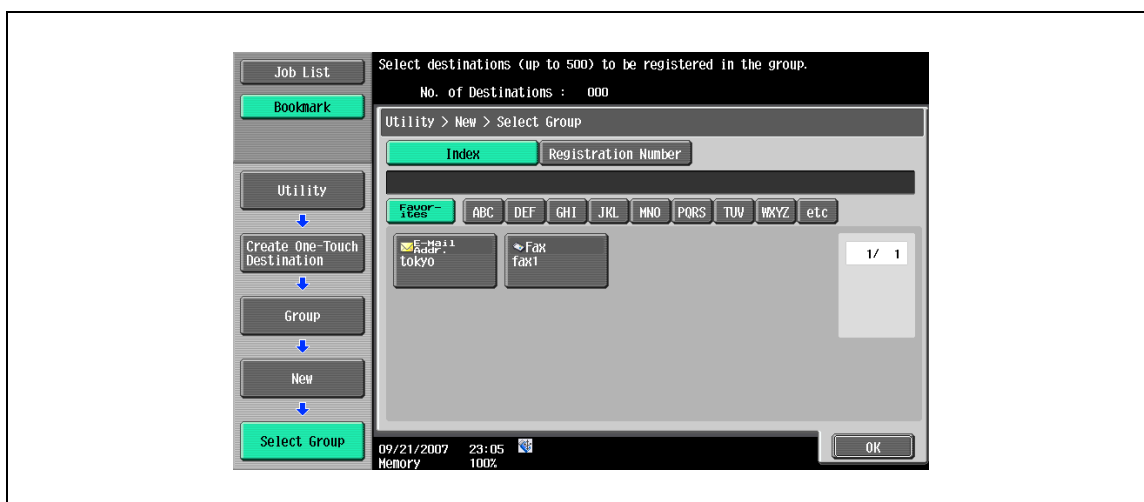 Job List
Bookmark
Utility
Create One-Touch
Destination
Group
New
Select Group
Select destinations (up to 500) to be registered in the group.
No. of Destinations : 000
Utility > New > Select Group
Index
Registration Number
Favor-
ites
ABC DEF GHI JKL MNO PQRS TUV WXYZ etc
E-Mail
Addr.
tokyo
Fax
fax1
1/ 1
09/21/2007 23:05
Memory 100%
OK